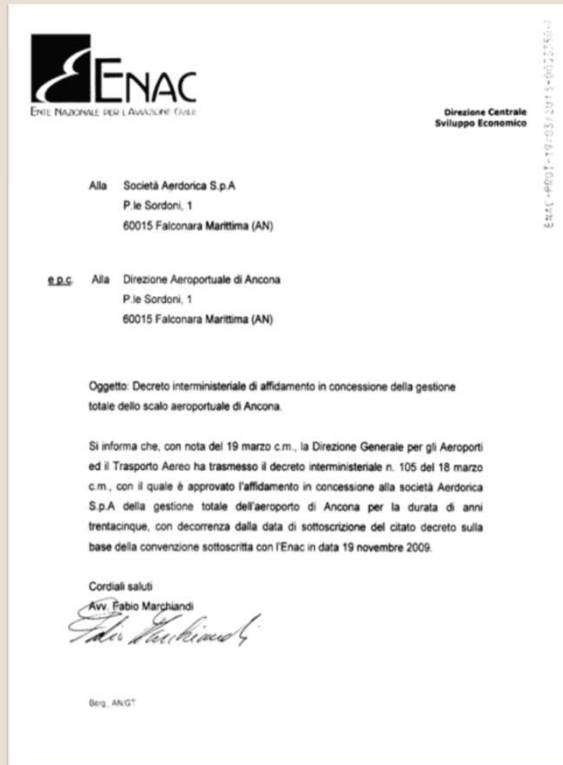 ENAC
ENTE NAZIONALE PER L'AVIAZIONE CIVILE
Direzione Centrale
Sviluppo Economico
Alla Società Aerdorica S.p.A
P.le Sordoni, 1
60015 Falconara Marittima (AN)
e p.c. Alla Direzione Aeroportuale di Ancona
P.le Sordoni, 1
60015 Falconara Marittima (AN)
Oggetto: Decreto interministeriale di affidamento in concessione della gestione
totale dello scalo aeroportuale di Ancona.
Si informa che, con nota del 19 marzo c.m., la Direzione Generale per gli Aeroporti
ed il Trasporto Aereo ha trasmesso il decreto interministeriale n. 105 del 18 marzo
c.m., con il quale è approvato l'affidamento in concessione alla società Aerdorica
S.p.A della gestione totale dell'aeroporto di Ancona per la durata di anni
trentacinque, con decorrenza dalla data di sottoscrizione del citato decreto sulla
base della convenzione sottoscritta con l'Enac in data 19 novembre 2009.
Cordiali saluti
Avv. Fabio Marchiandi
Fabio Marchiandi
Berg_AN/GT